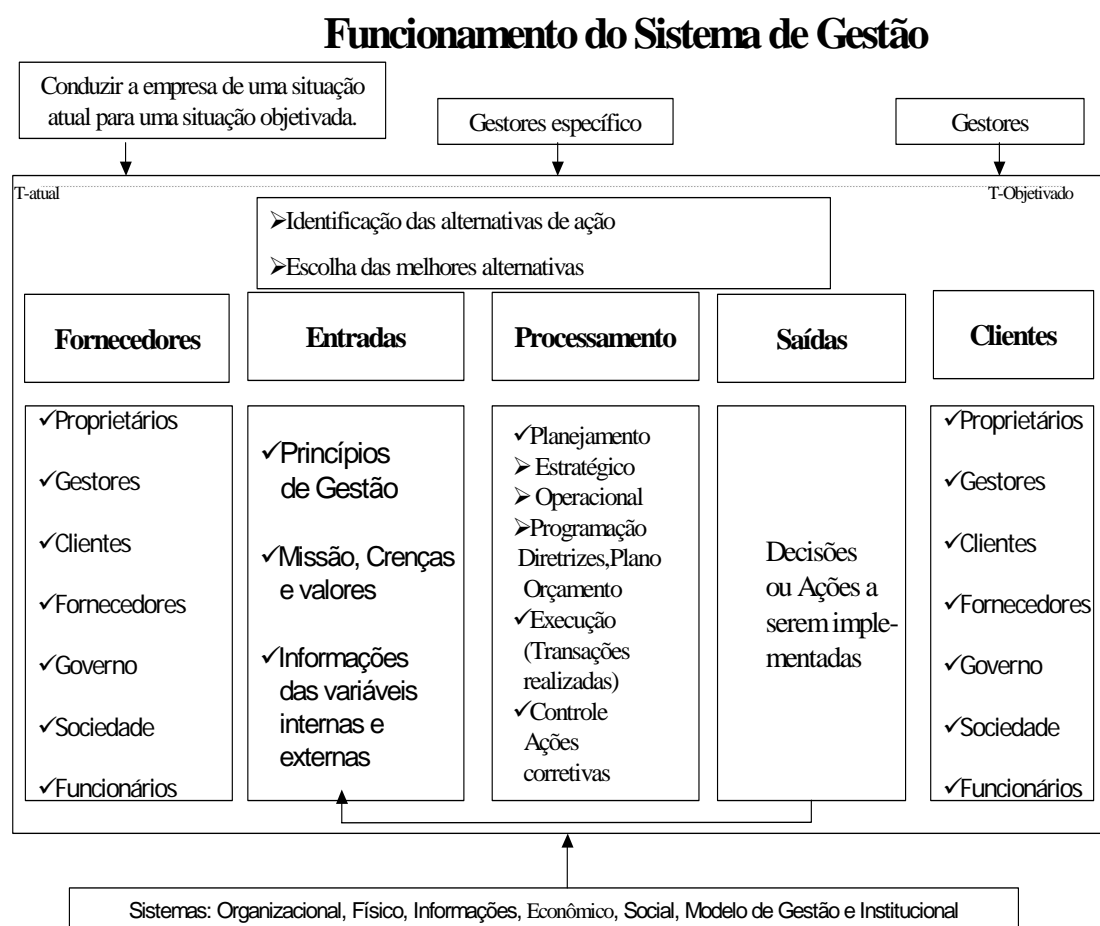 Funcionamento do Sistema de Gestão
Conduzir a empresa de uma situação
atual para uma situação objetivada.
Gestores específico
Gestores
T-atual
T-Objetivado
➢Identificação das alternativas de ação
➢Escolha das melhores alternativas
Fornecedores
Entradas
Processamento
Saídas
Clientes
✓Proprietários
✓Gestores
✓Clientes
✓Fornecedores
✓Governo
✓Sociedade
✓Funcionários
✓Princípios
de Gestão
✓Missão, Crenças
e valores
✓Informações
das variáveis
internas e
externas
✓Planejamento
➢ Estratégico
➢ Operacional
➢Programação
Diretrizes,Plano
Orçamento
✓Execução
(Transações
realizadas)
✓Controle
Ações
corretivas
Decisões
ou Ações a
serem imple-
mentadas
✓Proprietários
✓Gestores
✓Clientes
✓Fornecedores
✓Governo
✓Sociedade
✓Funcionários
Sistemas: Organizacional, Físico, Informações, Econômico, Social, Modelo de Gestão e Institucional